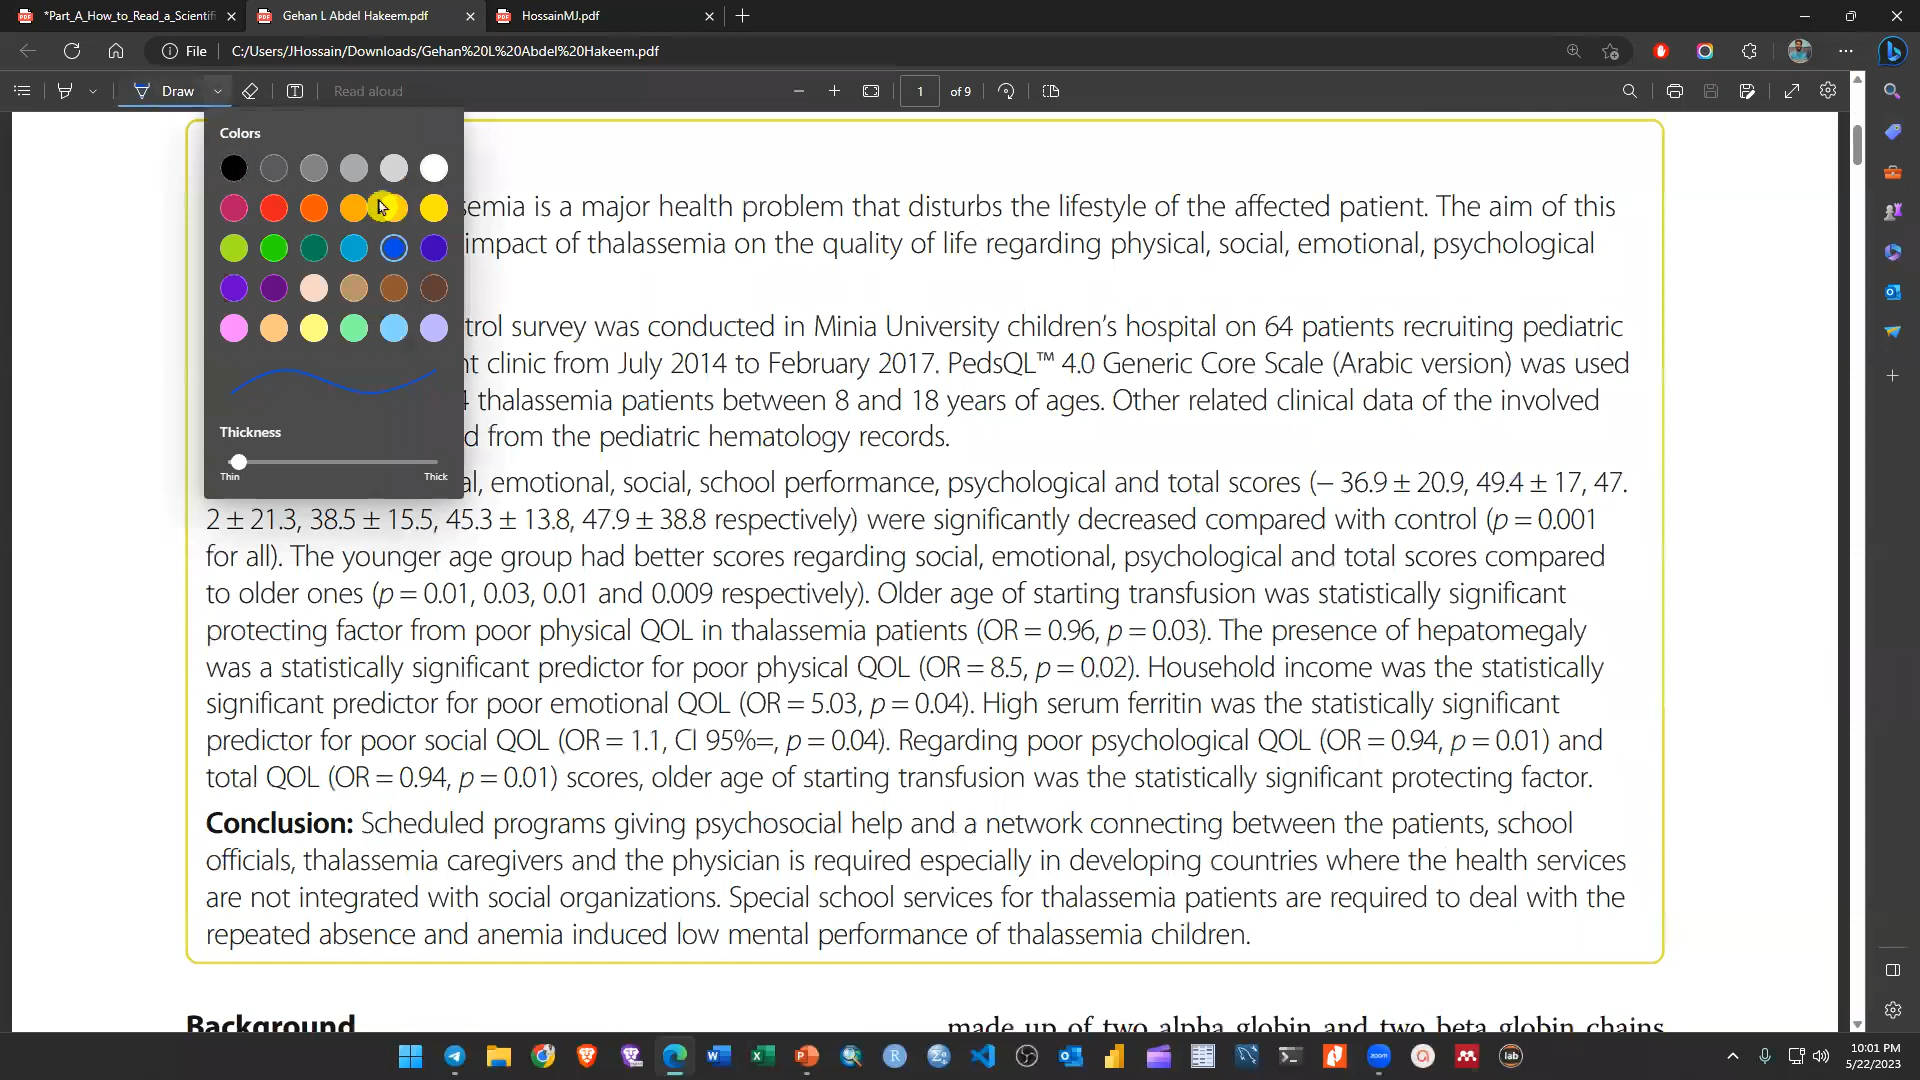 *Part_A_How to Read_a_Scientifi
Gehan L Abdel Hakeem.pdf
HossainMJ.pdf
File
C:/Users/JHossain/Downloads/Gehan%20L%20Abdel%20Hakeem.pdf
Draw
Read aloud
1
of 9
Colors
semia is a major health problem that disturbs the lifestyle of the affected patient. The aim of this
impact of thalassemia on the quality of life regarding physical, social, emotional, psychological
trol survey was conducted in Minia University children's hospital on 64 patients recruiting pediatric
nt clinic from July 2014 to February 2017. PedsQL™ 4.0 Generic Core Scale (Arabic version) was used
4 thalassemia patients between 8 and 18 years of ages. Other related clinical data of the involved
Thickness
d from the pediatric hematology records.
Thin
Thick
al, emotional, social, school performance, psychological and total scores (− 36.9 ± 20.9, 49.4 ± 17, 47.
2 ± 21.3, 38.5 ± 15.5, 45.3 ± 13.8, 47.9 ± 38.8 respectively) were significantly decreased compared with control (p = 0.001
for all). The younger age group had better scores regarding social, emotional, psychological and total scores compared
to older ones (p = 0.01, 0.03, 0.01 and 0.009 respectively). Older age of starting transfusion was statistically significant
protecting factor from poor physical QOL in thalassemia patients (OR = 0.96, p = 0.03). The presence of hepatomegaly
was a statistically significant predictor for poor physical QOL (OR = 8.5, p = 0.02). Household income was the statistically
significant predictor for poor emotional QOL (OR = 5.03, p = 0.04). High serum ferritin was the statistically significant
predictor for poor social QOL (OR = 1.1, CI 95%=, p = 0.04). Regarding poor psychological QOL (OR = 0.94, p = 0.01) and
total QOL (OR = 0.94, p = 0.01) scores, older age of starting transfusion was the statistically significant protecting factor.
Conclusion: Scheduled programs giving psychosocial help and a network connecting between the patients, school
officials, thalassemia caregivers and the physician is required especially in developing countries where the health services
are not integrated with social organizations. Special school services for thalassemia patients are required to deal with the
repeated absence and anemia induced low mental performance of thalassemia children.
Background
made up of two alpha globin and two beta globin chains
zoom
lab
10:01 PM
5/22/2023